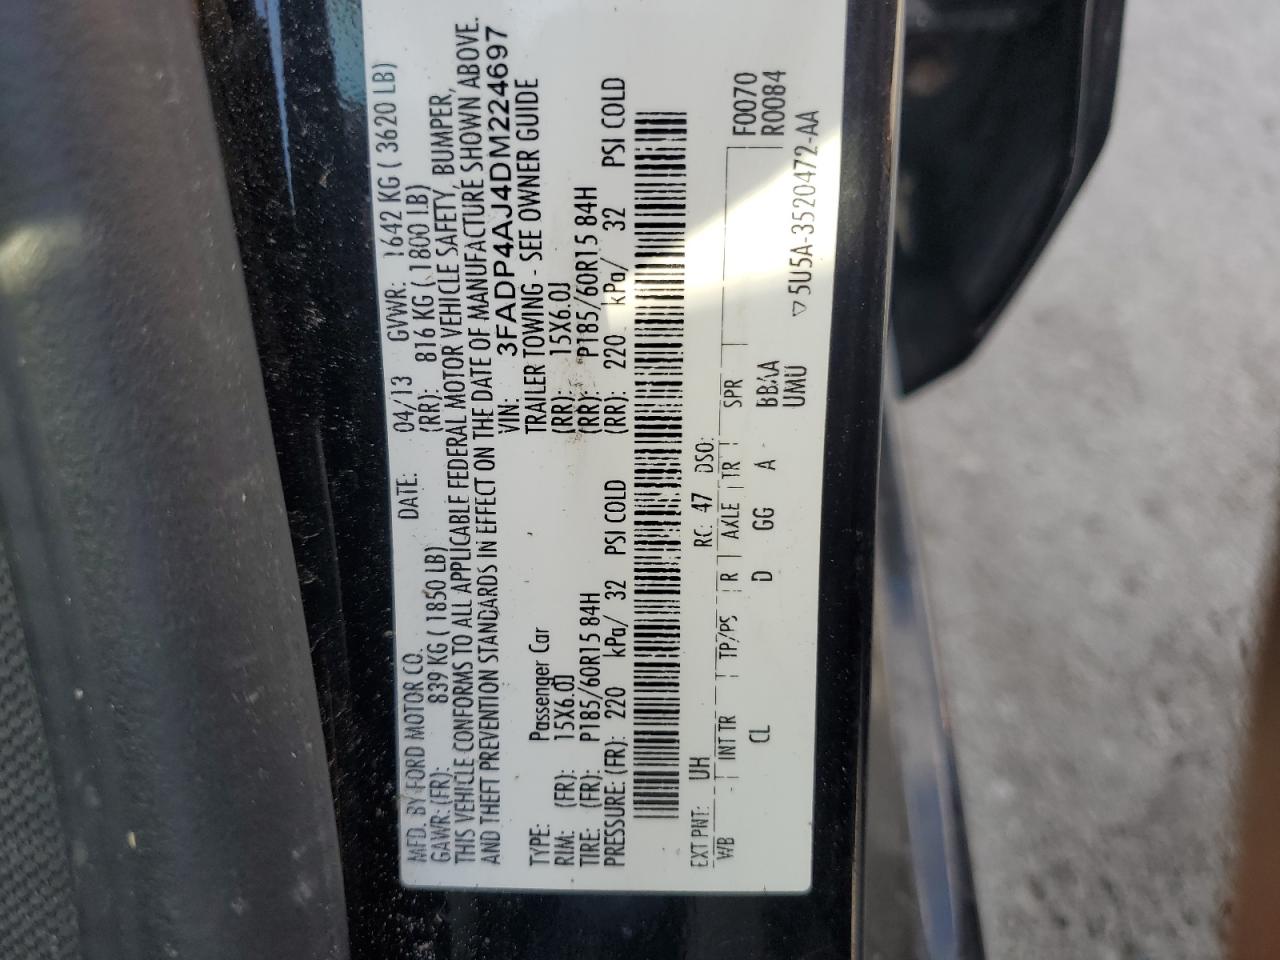 MFD. BY FORD MOTOR CO. DATE: 04/13 GVWR: 1642 KG ( 3620 LB)
GAWR: (FR): 839 KG ( 1850 LB) (RR): 816 KG ( 1800 LB)
THIS VEHICLE CONFORMS TO ALL APPLICABLE FEDERAL MOTOR VEHICLE SAFETY, BUMPER,
AND THEFT PREVENTION STANDARDS IN EFFECT ON THE DATE OF MANUFACTURE SHOWN ABOVE.
VIN: 3FADP4AJ4DM224697
TYPE: Passenger Car TRAILER TOWING - SEE OWNER GUIDE
RIM: (FR): 15X6.0J (RR): 15X6.0J
TIRE: (FR): P185/60R15 84H (RR): P185/60R15 84H
PRESSURE: (FR): 220 kPa/ 32 PSI COLD (RR): 220 kPa/ 32 PSI COLD
EXT PNT: UH RC: 47 DSO:
WB INT TR TP/PS R AXLE TR SPR F0070
CL D GG A BBAA R0084
UMU
▽ 5U5A-3520472-AA